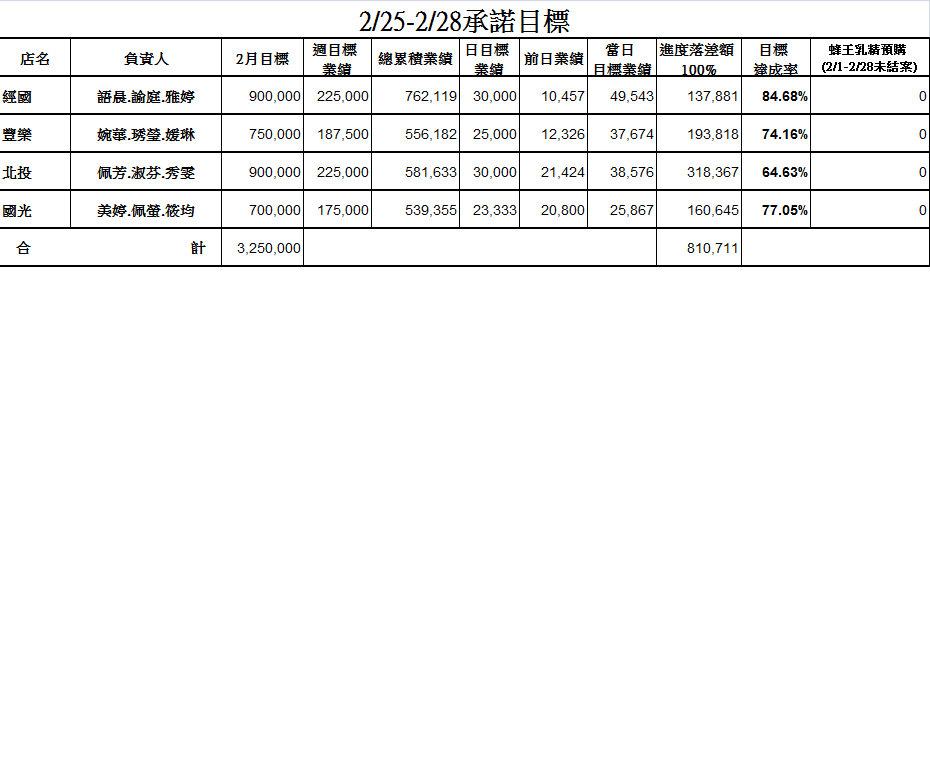 2/25-2/28承諾目標
店名 負責人 2月目標 週目標業績 總累積業績 日目標業績 前日業績 當日目標業績 進度落差額100% 目標達成率 蜂王乳精預購(2/1-2/28未結案)
經國 語晨.諭庭.雅婷 900,000 225,000 762,119 30,000 10,457 49,543 137,881 84.68% 0
豐樂 婉華.琇瑩.媛琳 750,000 187,500 556,182 25,000 12,326 37,674 193,818 74.16% 0
北投 佩芳.淑芬.秀雯 900,000 225,000 581,633 30,000 21,424 38,576 318,367 64.63% 0
國光 美婷.佩螢.筱均 700,000 175,000 539,355 23,333 20,800 25,867 160,645 77.05% 0
合計 3,250,000 810,711